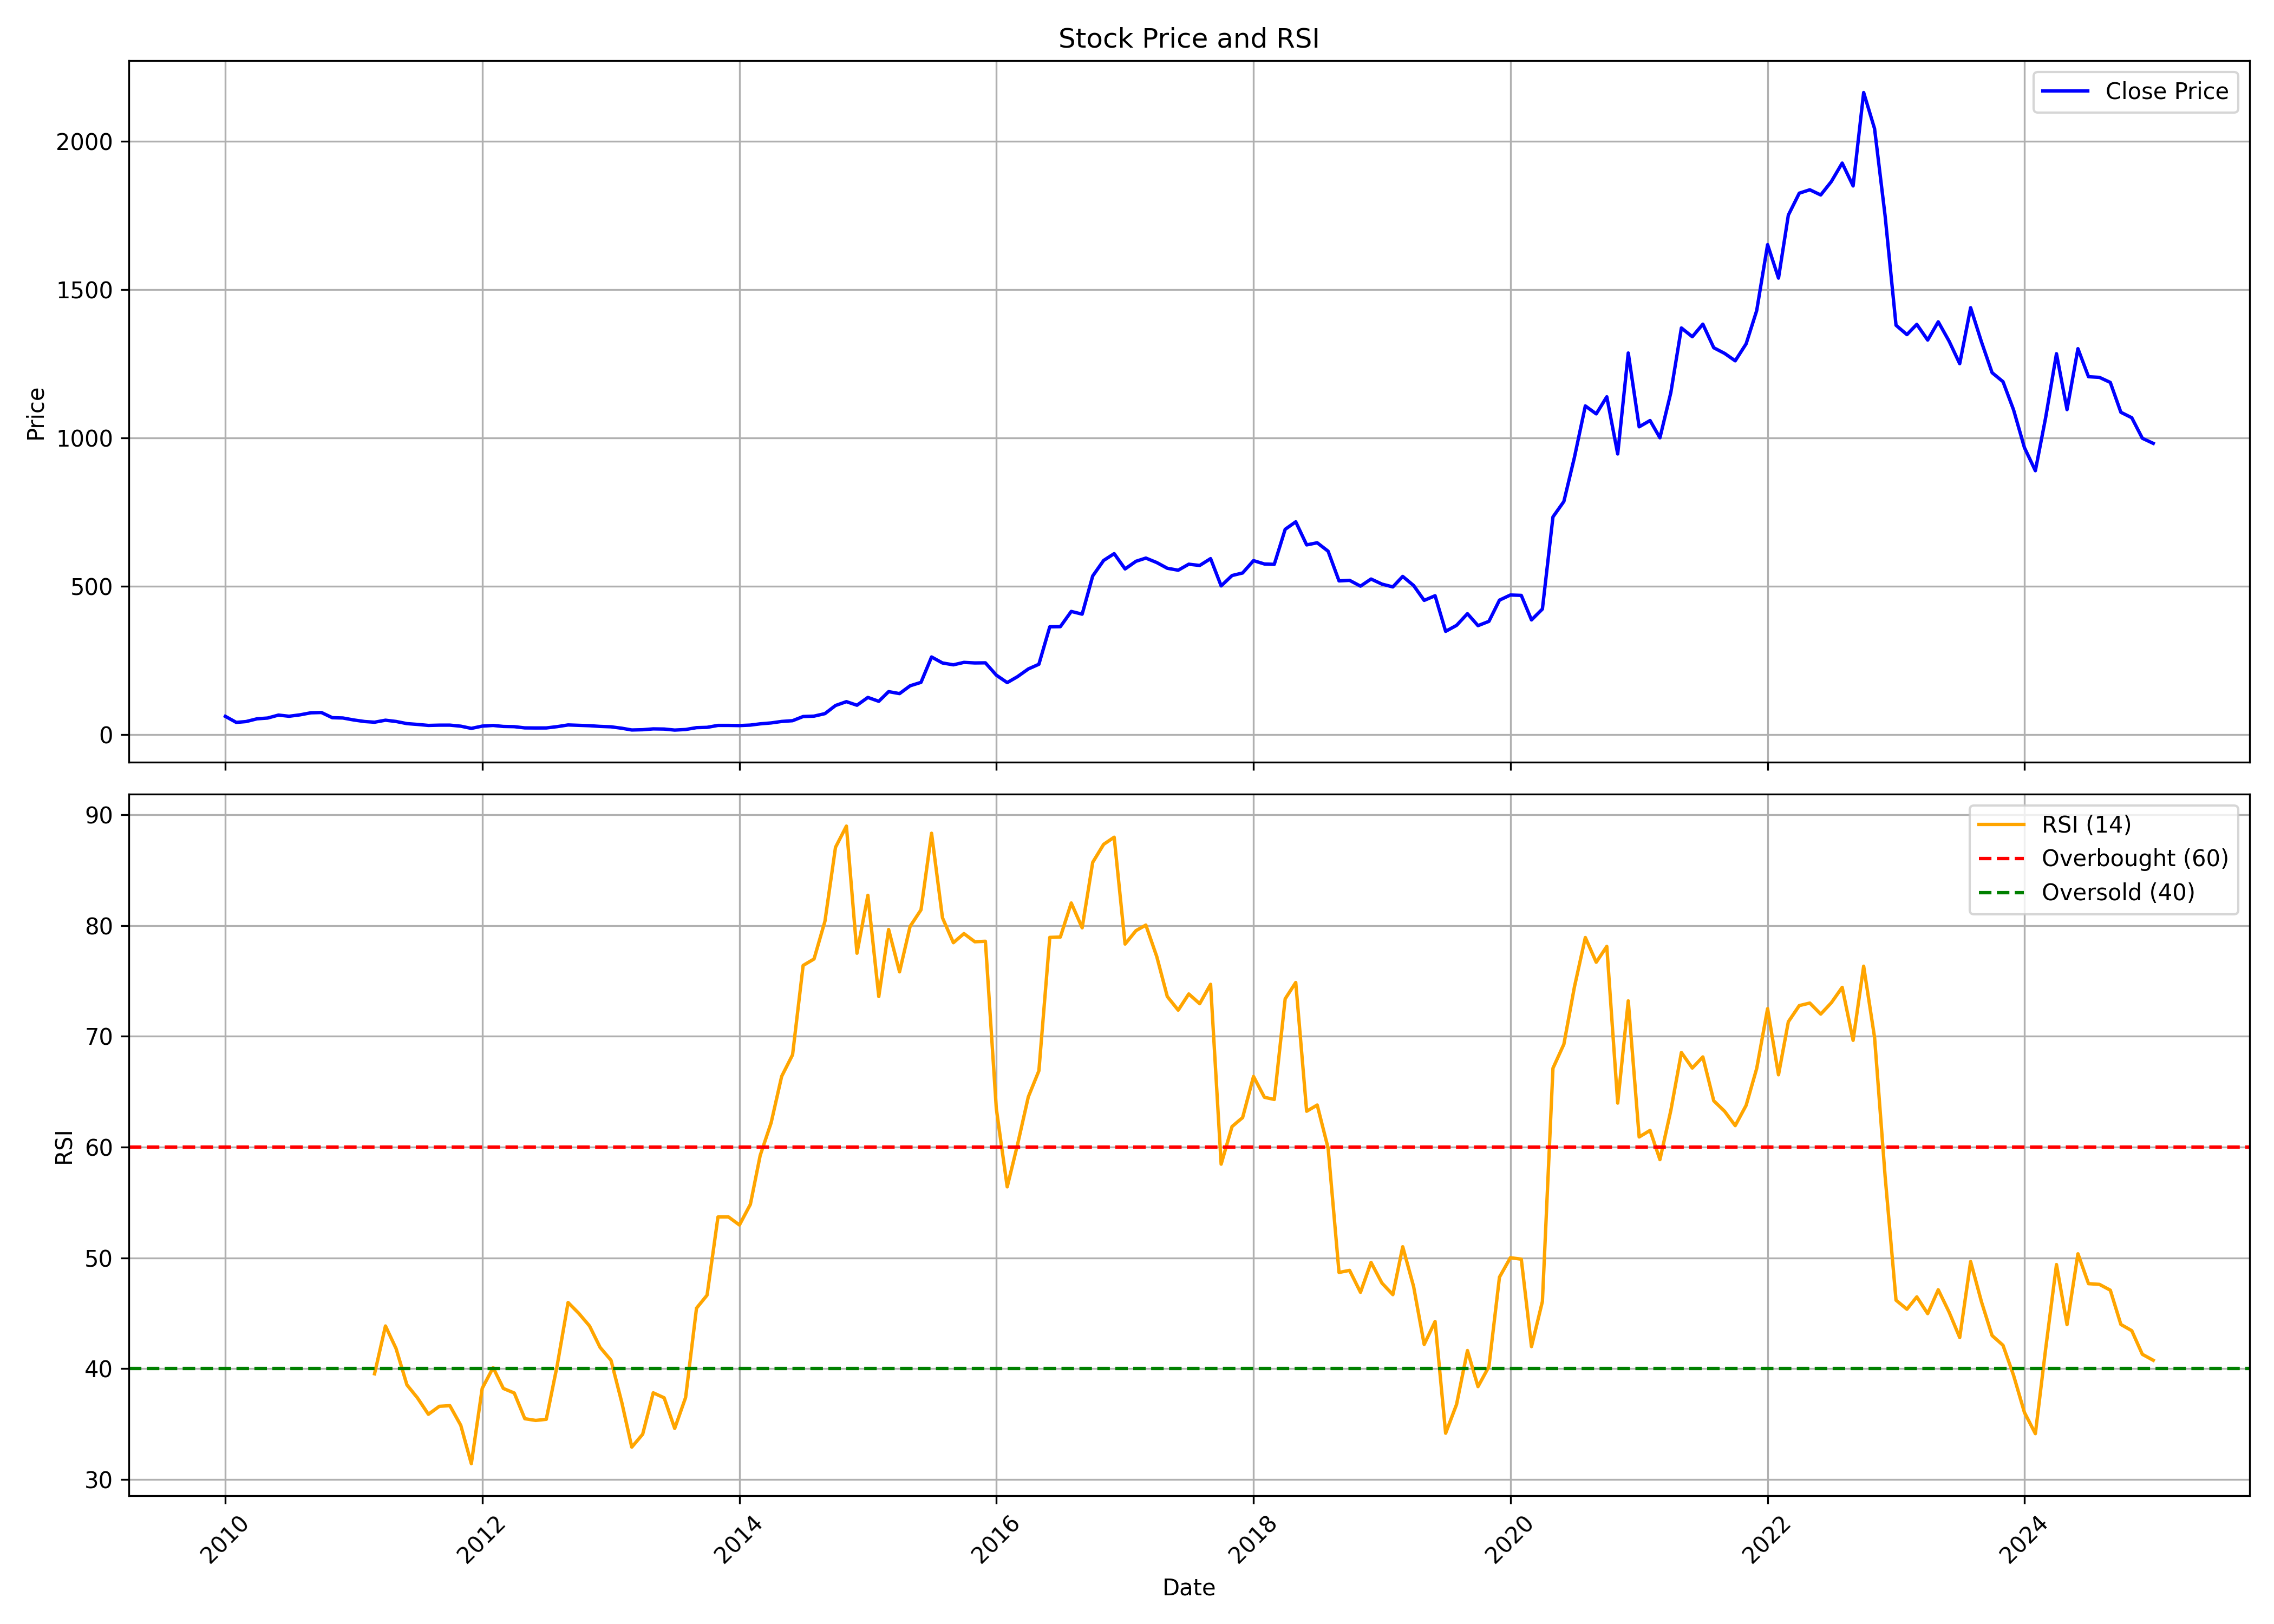 Stock Price and RSI
Close Price
Price
2000
1500
1000
500
0
RSI (14)
Overbought (60)
Oversold (40)
RSI
90
80
70
60
50
40
30
2010
2012
2014
2016
2018
2020
2022
2024
Date